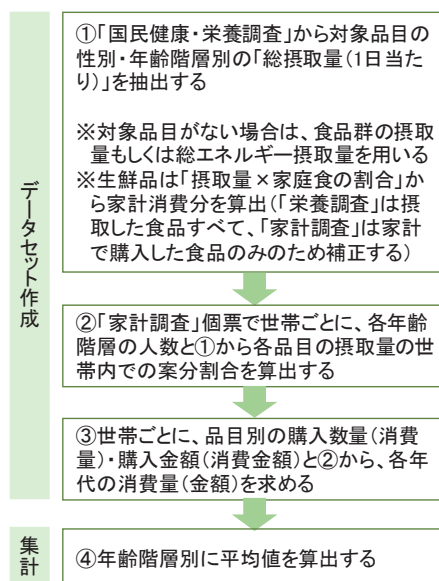 データセット作成
①「国民健康・栄養調査」から対象品目の
性別・年齢階層別の「総摂取量(1日当た
り)」を抽出する
※対象品目がない場合は、食品群の摂取
量もしくは総エネルギー摂取量を用いる
※生鮮品は「摂取量×家庭食の割合」か
ら家計消費分を算出(「栄養調査」は摂
取した食品すべて、「家計調査」は家計
で購入した食品のみのため補正する)
②「家計調査」個票で世帯ごとに、各年齢
階層の人数と①から各品目の摂取量の世
帯内での案分割合を算出する
③世帯ごとに、品目別の購入数量(消費
量)・購入金額(消費金額)と②から、各年
代の消費量(金額)を求める
集計
④年齢階層別に平均値を算出する